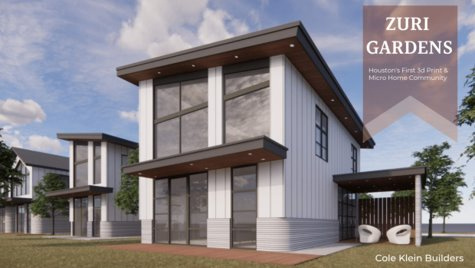 ZURI
GARDENS
Houston's First 3d Print &
Micro Home Community
Cole Klein Builders